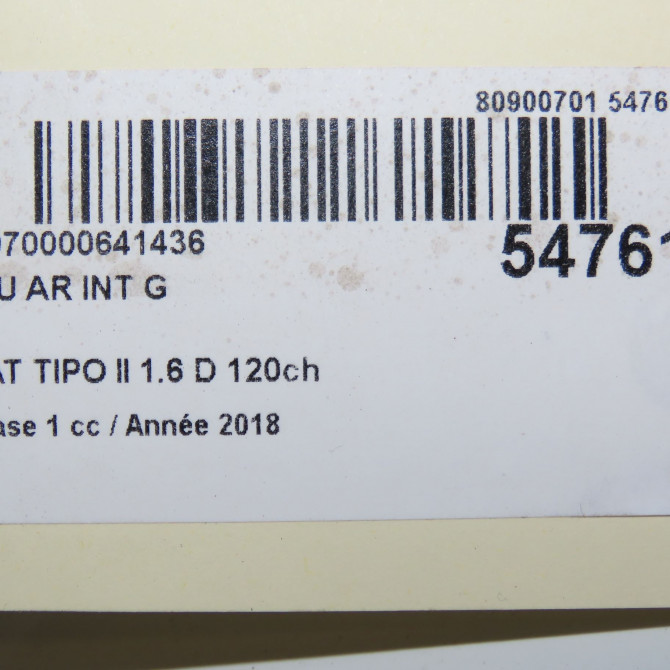 80900701 5476
070000641436
54761
U AR INT G
AT TIPO II 1.6 D 120ch
ase 1 cc / Année 2018